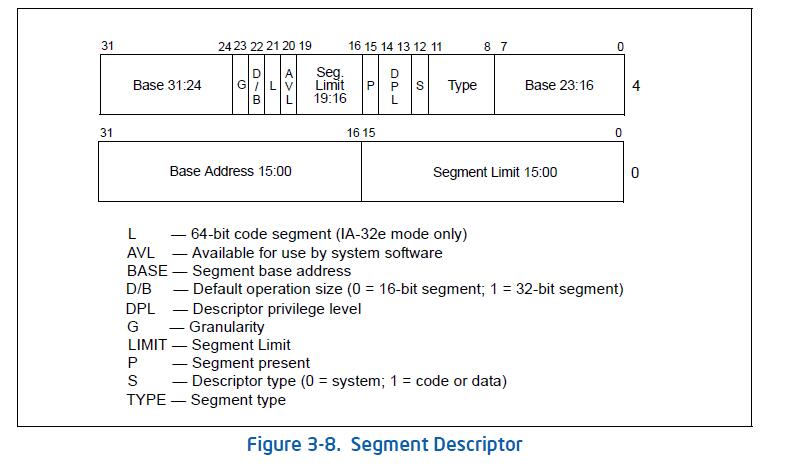 31 24 23 22 21 20 19 16 15 14 13 12 11 8 7 0
Base 31:24 G D/B L AVL Seg. Limit 19:16 P DPL S Type Base 23:16 4
31 16 15 0
Base Address 15:00 Segment Limit 15:00 0
L — 64-bit code segment (IA-32e mode only)
AVL — Available for use by system software
BASE — Segment base address
D/B — Default operation size (0 = 16-bit segment; 1 = 32-bit segment)
DPL — Descriptor privilege level
G — Granularity
LIMIT — Segment Limit
P — Segment present
S — Descriptor type (0 = system; 1 = code or data)
TYPE — Segment type
Figure 3-8. Segment Descriptor